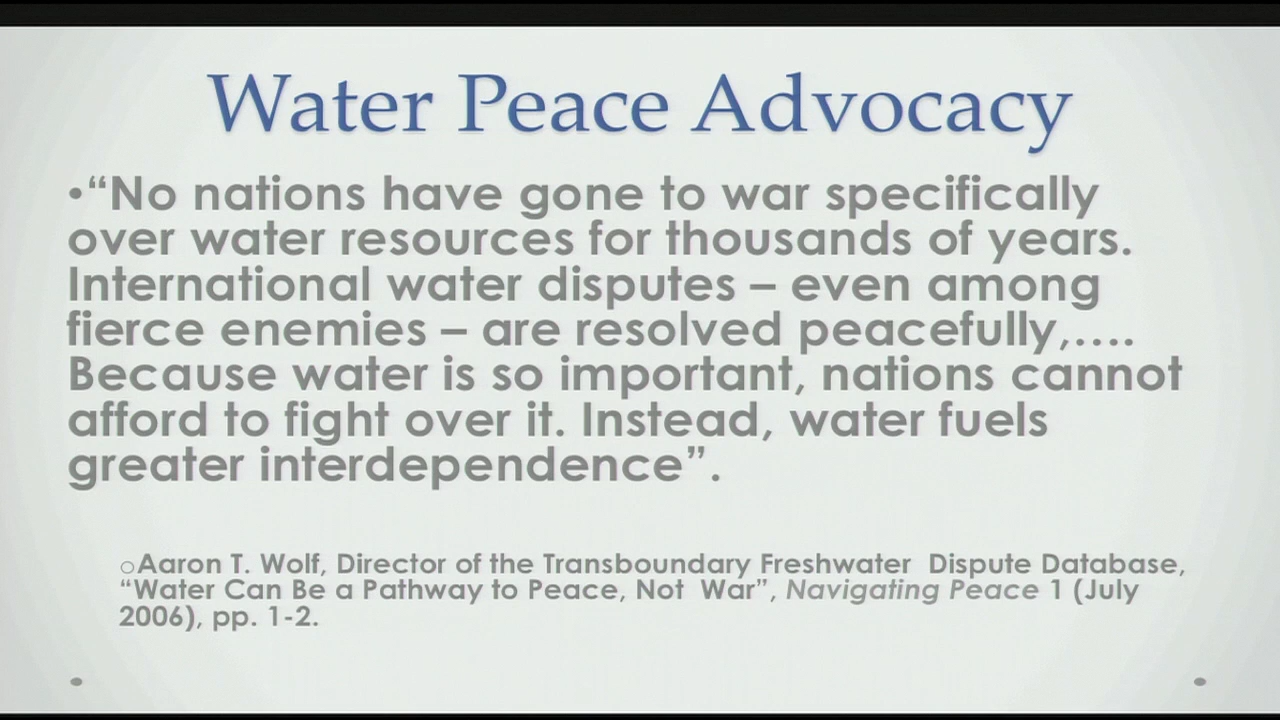 Water Peace Advocacy
•“No nations have gone to war specifically
over water resources for thousands of years.
International water disputes – even among
fierce enemies – are resolved peacefully,….
Because water is so important, nations cannot
afford to fight over it. Instead, water fuels
greater interdependence”.
○Aaron T. Wolf, Director of the Transboundary Freshwater  Dispute Database,
“Water Can Be a Pathway to Peace, Not  War”, Navigating Peace 1 (July
2006), pp. 1-2.